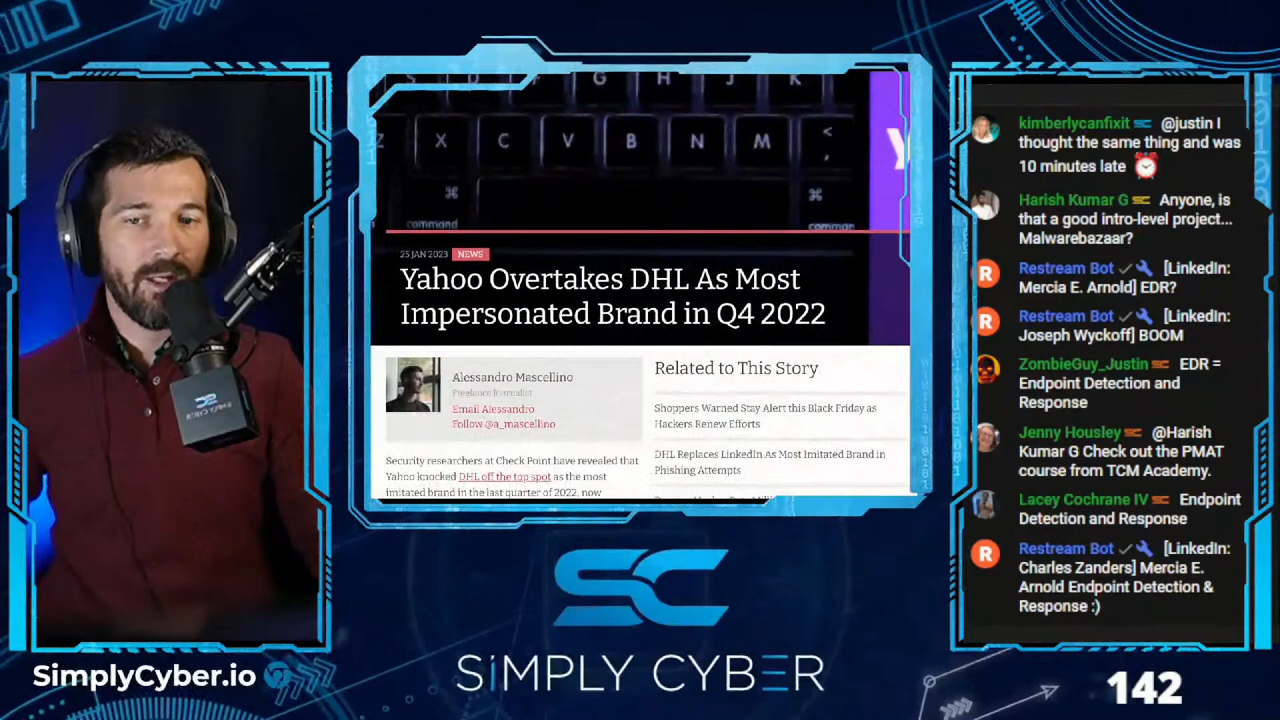 S D F G H J K
Z X C V B N M <
,
⌘ ⌘
command
25 JAN 2023 NEWS
Yahoo Overtakes DHL As Most
Impersonated Brand in Q4 2022
Alessandro Mascellino
Freelance Journalist
Email Alessandro
Follow @a_mascellino
Security researchers at Check Point have revealed that
Yahoo knocked DHL off the top spot as the most
imitated brand in the last quarter of 2022, now
Related to This Story
Shoppers Warned Stay Alert this Black Friday as
Hackers Renew Efforts
DHL Replaces LinkedIn As Most Imitated Brand in
Phishing Attempts
kimberlycanfixit SC @justin I
thought the same thing and was
10 minutes late
Harish Kumar G SC Anyone, is
that a good intro-level project...
Malwarebazaar?
R Restream Bot [LinkedIn:
Mercia E. Arnold] EDR?
R Restream Bot [LinkedIn:
Joseph Wyckoff] BOOM
ZombieGuy_Justin SC EDR =
Endpoint Detection and
Response
Jenny Housley SC @Harish
Kumar G Check out the PMAT
course from TCM Academy.
Lacey Cochrane IV SC Endpoint
Detection and Response
R Restream Bot [LinkedIn:
Charles Zanders] Mercia E.
Arnold Endpoint Detection &
Response :)
SC
SIMPLY CYBER
SimplyCyber.io
142